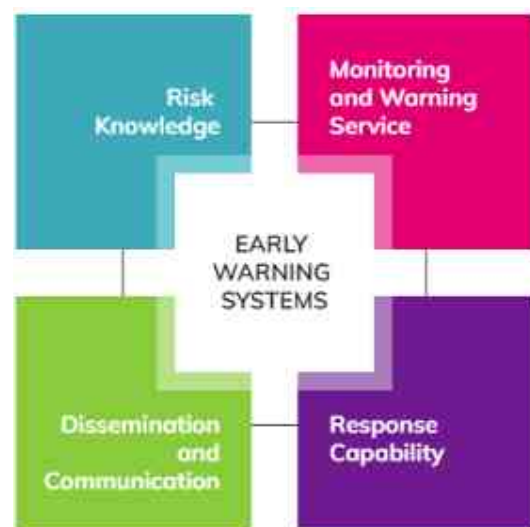 Risk
Knowledge
Monitoring
and Warning
Service
EARLY
WARNING
SYSTEMS
Dissemination
and
Communication
Response
Capability